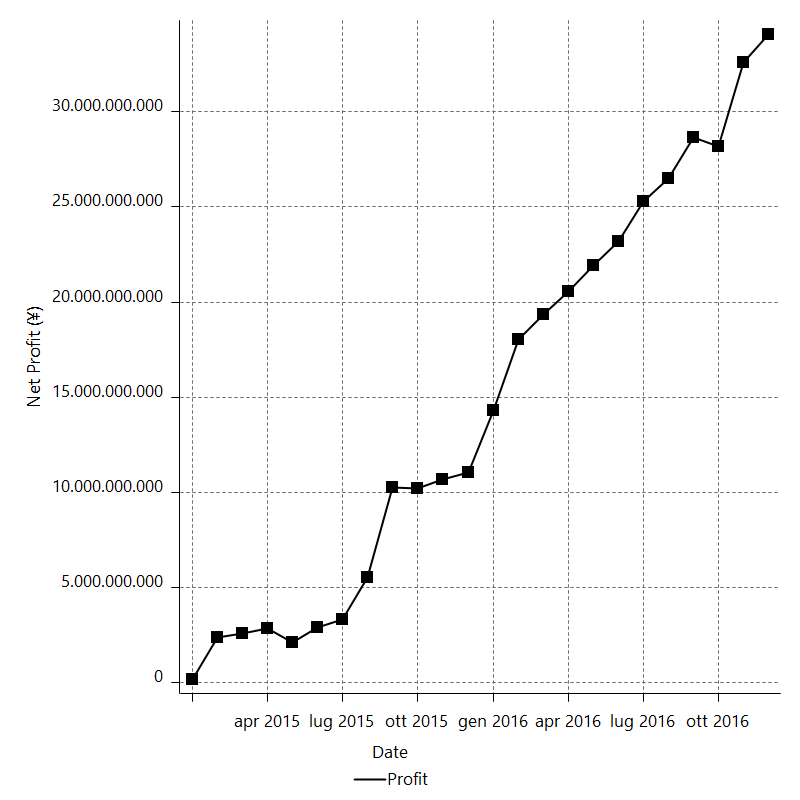 30.000.000.000
25.000.000.000
20.000.000.000
15.000.000.000
10.000.000.000
5.000.000.000
0
Net Profit (¥)
apr 2015 lug 2015 ott 2015 gen 2016 apr 2016 lug 2016 ott 2016
Date
Profit